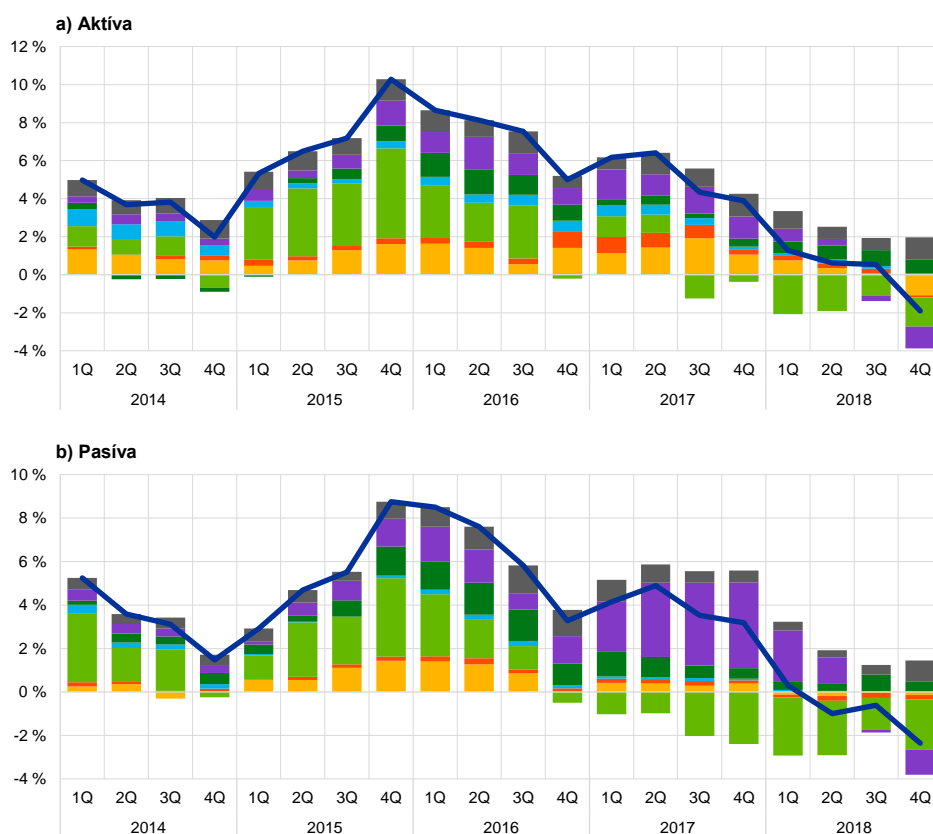 a) Aktíva
12 %
10 %
8 %
6 %
4 %
2 %
0 %
-2 %
-4 %
1Q 2Q 3Q 4Q 1Q 2Q 3Q 4Q 1Q 2Q 3Q 4Q 1Q 2Q 3Q 4Q 1Q 2Q 3Q 4Q
2014 2015 2016 2017 2018
b) Pasíva
10 %
8 %
6 %
4 %
2 %
0 %
-2 %
-4 %
1Q 2Q 3Q 4Q 1Q 2Q 3Q 4Q 1Q 2Q 3Q 4Q 1Q 2Q 3Q 4Q 1Q 2Q 3Q 4Q
2014 2015 2016 2017 2018